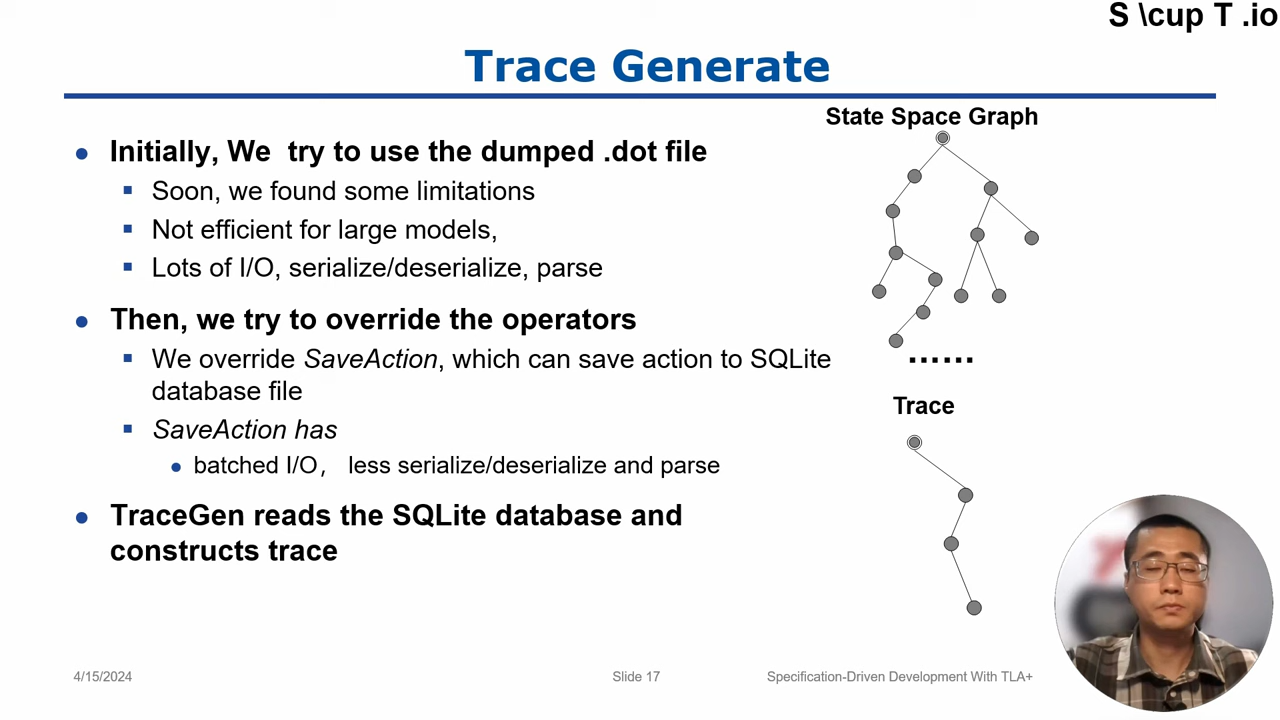 S \cup T .io
Trace Generate
State Space Graph
Initially, We  try to use the dumped .dot file
Soon, we found some limitations
Not efficient for large models,
Lots of I/O, serialize/deserialize, parse
Then, we try to override the operators
We override SaveAction, which can save action to SQLite
database file
SaveAction has
batched I/O,   less serialize/deserialize and parse
TraceGen reads the SQLite database and
constructs trace
......
Trace
4/15/2024
Slide 17
Specification-Driven Development With TLA+